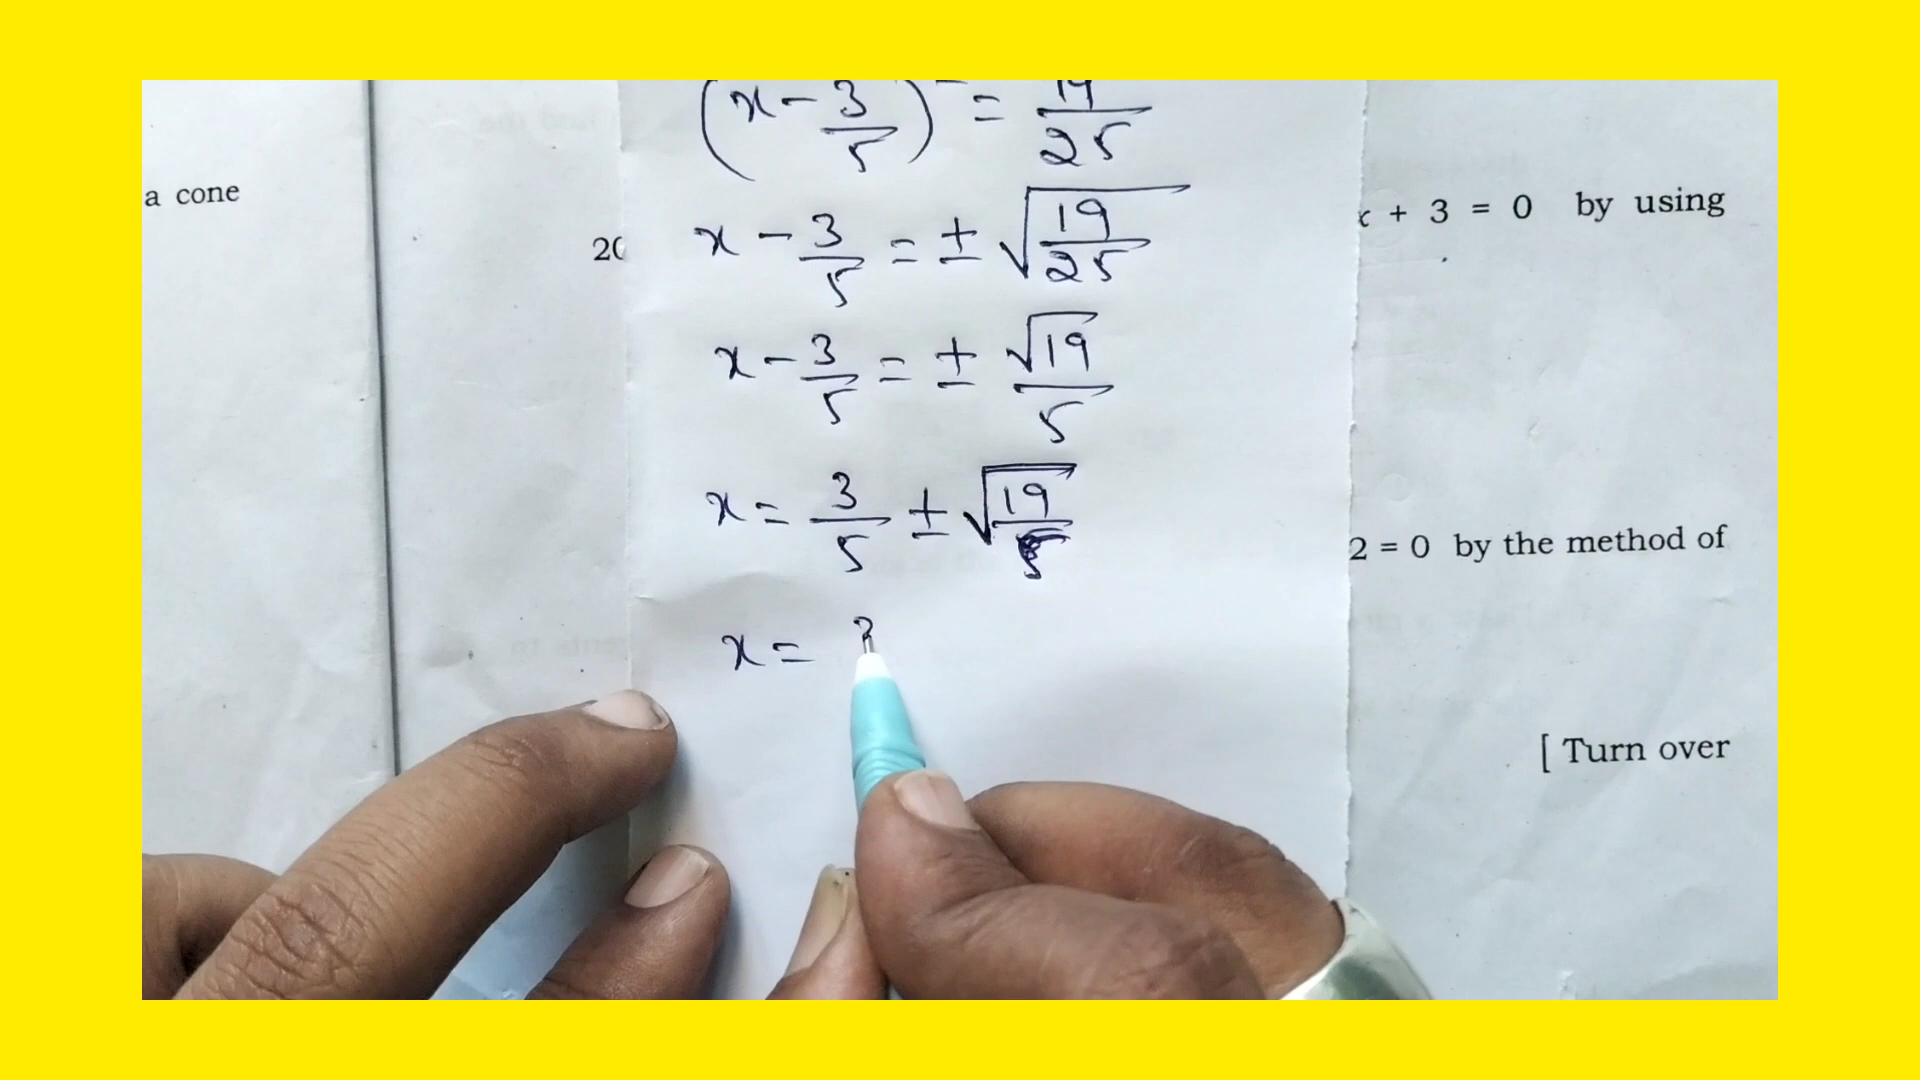 (x - 3/5)² = 19/25
a cone
x + 3 = 0 by using
20
x - 3/5 = ± √(19/25)
x - 3/5 = ± √19/5
x = 3/5 ± √19/5
2 = 0 by the method of
x = 3
[ Turn over